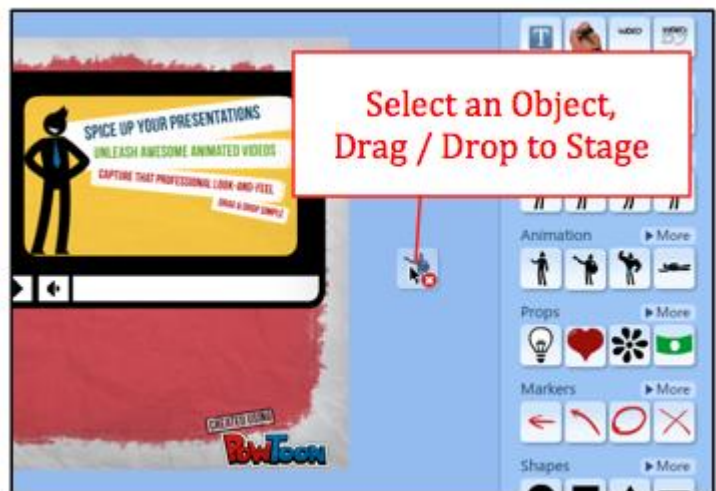 SPICE UP YOUR PRESENTATIONS
UNLEASH AWESOME ANIMATED VIDEOS
CAPTURE THAT PROFESSIONAL LOOK-AND-FEEL
DRAG & DROP SIMPLE
CREATED USING
POWTOON
Select an Object,
Drag / Drop to Stage
T
Animation
More
Props
More
Markers
More
Shapes
More